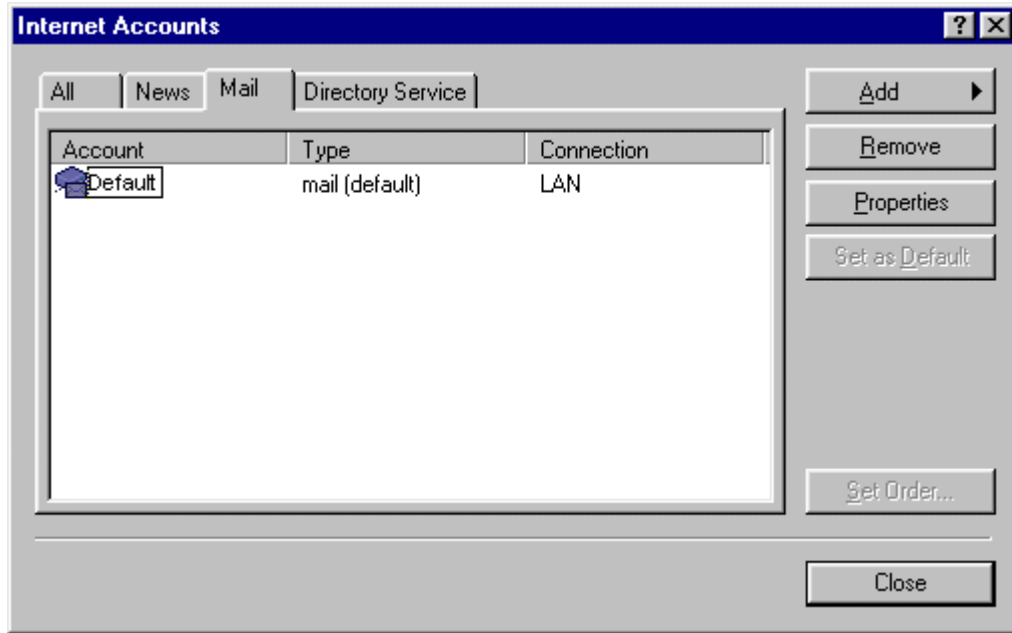 Internet Accounts
All News Mail Directory Service
Add
Account Type Connection
Remove
Default mail (default) LAN
Properties
Set as Default
Set Order...
Close